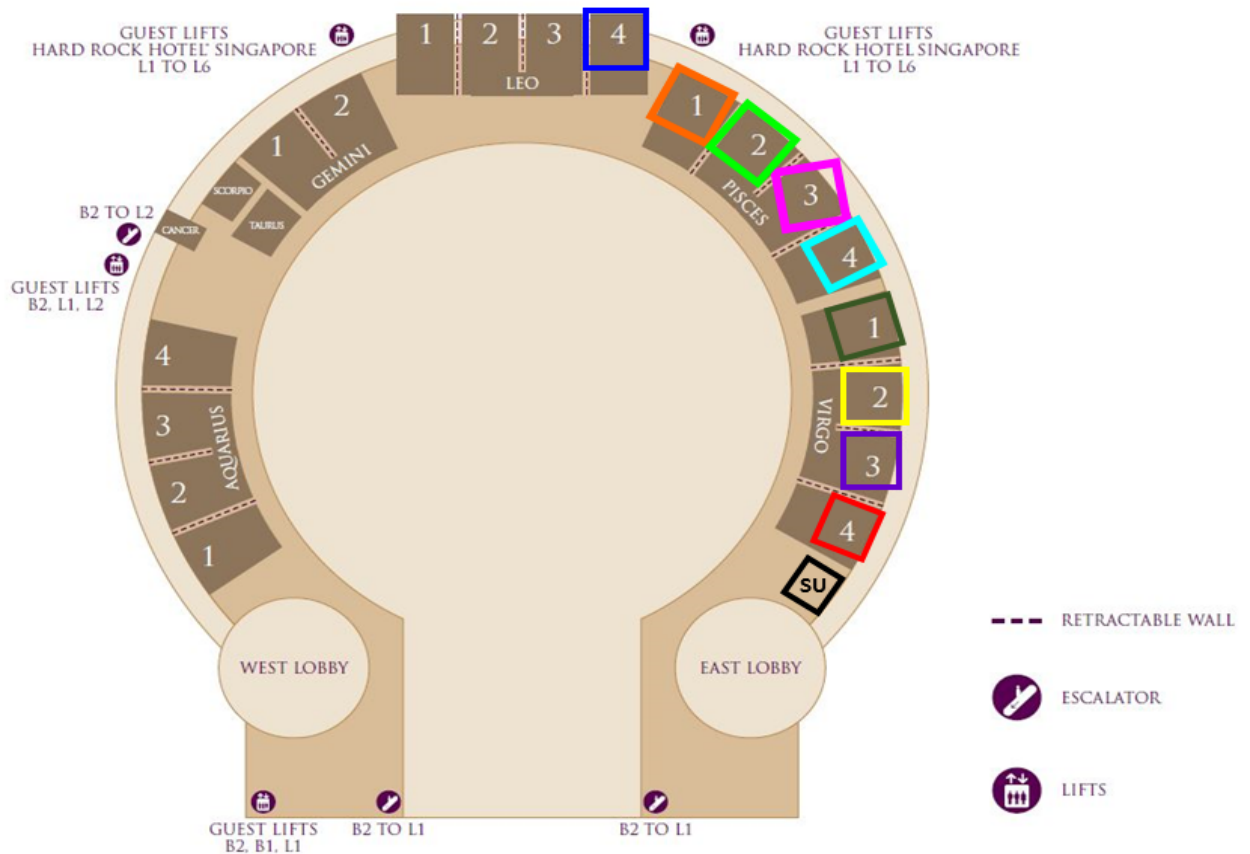 GUEST LIFTS
HARD ROCK HOTEL® SINGAPORE
L1 TO L6
1
2
3
4
LEO
GUEST LIFTS
HARD ROCK HOTEL SINGAPORE
L1 TO L6
1
2
GEMINI
SCORPIO
TAURUS
CANCER
B2 TO L2
GUEST LIFTS
B2, L1, L2
1
2
3
4
PISCES
4
3
2
1
AQUARIUS
1
2
3
4
VIRGO
SU
WEST LOBBY
EAST LOBBY
GUEST LIFTS
B2, B1, L1
B2 TO L1
B2 TO L1
RETRACTABLE WALL
ESCALATOR
LIFTS